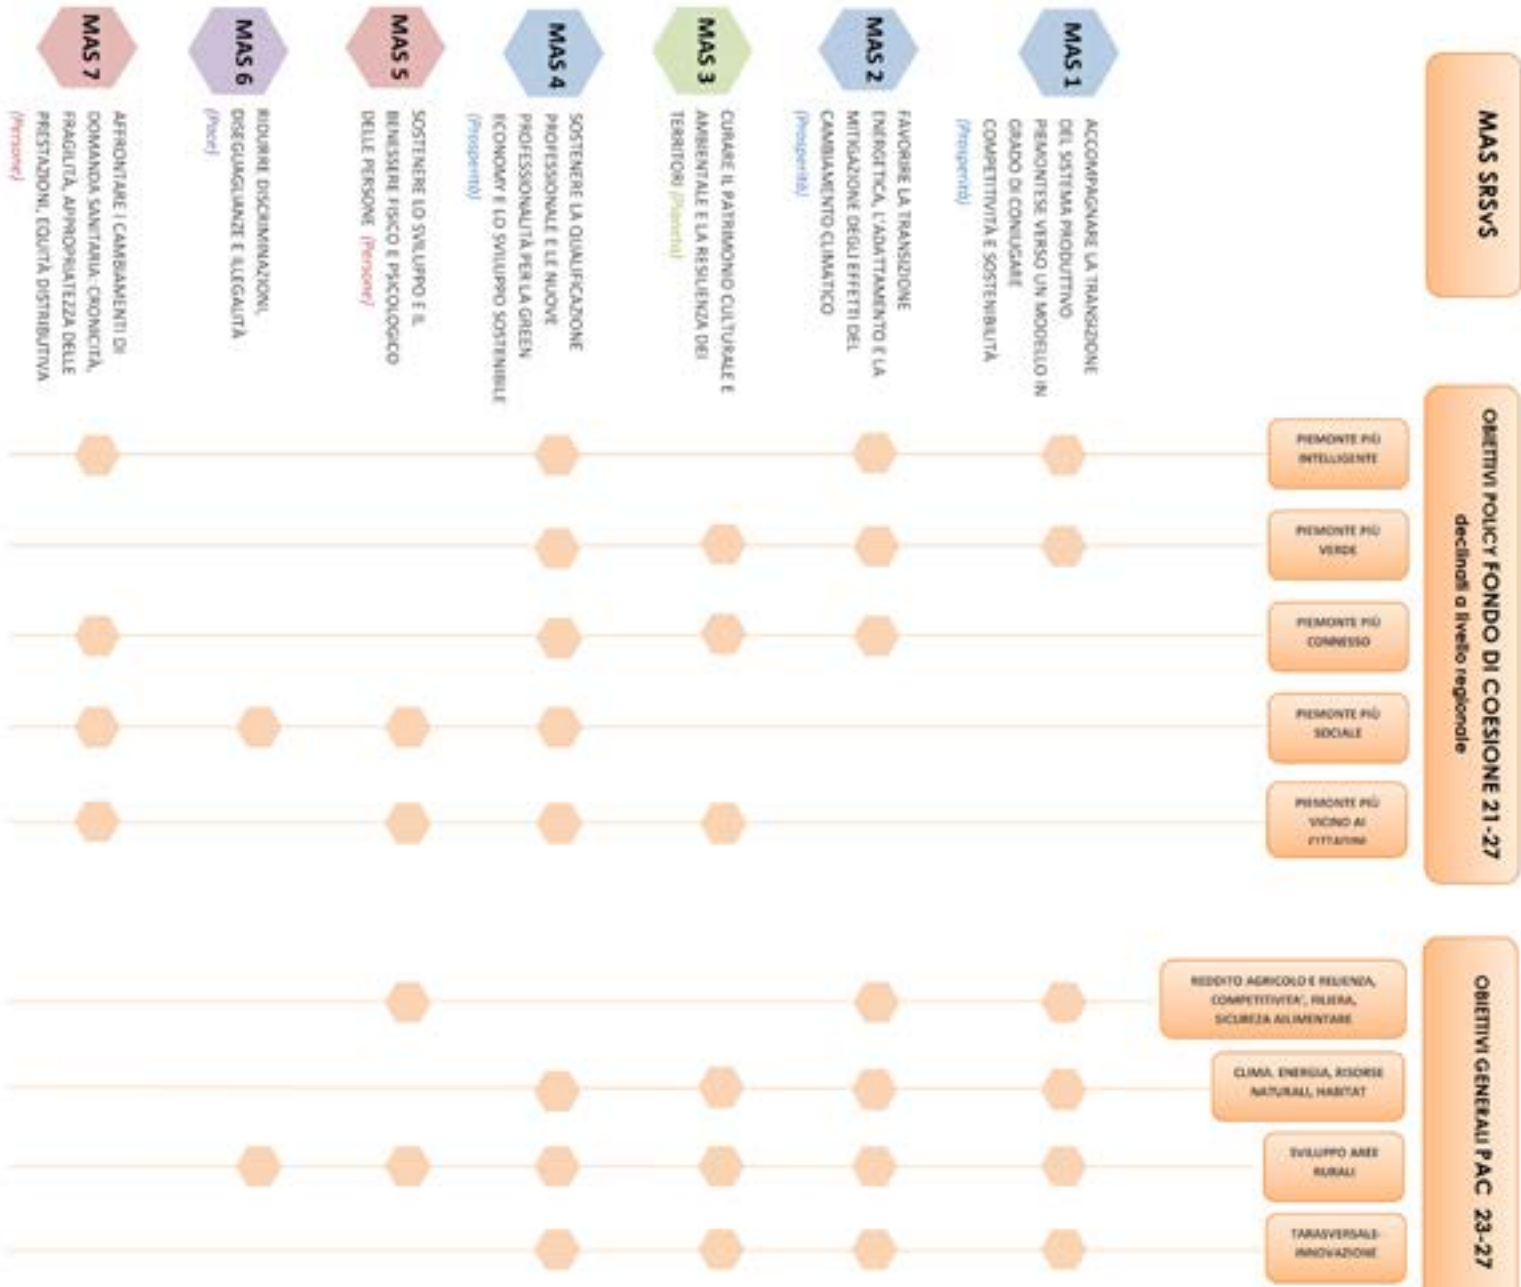 MAS SRSvS
OBIETTIVI POLICY FONDO DI COESIONE 21-27
declinati a livello regionale
OBIETTIVI GENERALI PAC 23-27
PIEMONTE PIÙ
INTELLIGENTE
PIEMONTE PIÙ
VERDE
PIEMONTE PIÙ
CONNESSO
PIEMONTE PIÙ
SOCIALE
PIEMONTE PIÙ
VICINO AI
CITTADINI
REDDITO AGRICOLO E RELIENZA,
COMPETITIVITA', FILIERA,
SICUREZA AILIMENTARE
CLIMA. ENERGIA, RISORSE
NATURALI, HABITAT
SVILUPPO AREE
RURALI
TARASVERSALE-
INNOVAZIONE
MAS 1
ACCOMPAGNARE LA TRANSIZIONE
DEL SISTEMA PRODUTTIVO
PIEMONTESE VERSO UN MODELLO IN
GRADO DI CONIUGARE
COMPETITIVITÀ E SOSTENIBILITÀ
(Prosperità)
MAS 2
FAVORIRE LA TRANSIZIONE
ENERGETICA, L'ADATTAMENTO E LA
MITIGAZIONE DEGLI EFFETTI DEL
CAMBIAMENTO CLIMATICO
(Prosperità)
MAS 3
CURARE IL PATRIMONIO CULTURALE E
AMBIENTALE E LA RESILIENZA DEI
TERRITORI (Pianeta)
MAS 4
SOSTENERE LA QUALIFICAZIONE
PROFESSIONALE E LE NUOVE
PROFESSIONALITÀ PER LA GREEN
ECONOMY E LO SVILUPPO SOSTENIBILE
(Prosperità)
MAS 5
SOSTENERE LO SVILUPPO E IL
BENESSERE FISICO E PSICOLOGICO
DELLE PERSONE (Persone)
MAS 6
RIDURRE DISCRIMINAZIONI,
DISEGUAGLIANZE E ILLEGALITÀ
(Pace)
MAS 7
AFFRONTARE I CAMBIAMENTI DI
DOMANDA SANITARIA: CRONICITÀ,
FRAGILITÀ, APPROPRIATEZZA DELLE
PRESTAZIONI, EQUITÀ DISTRIBUTIVA
(Persone)